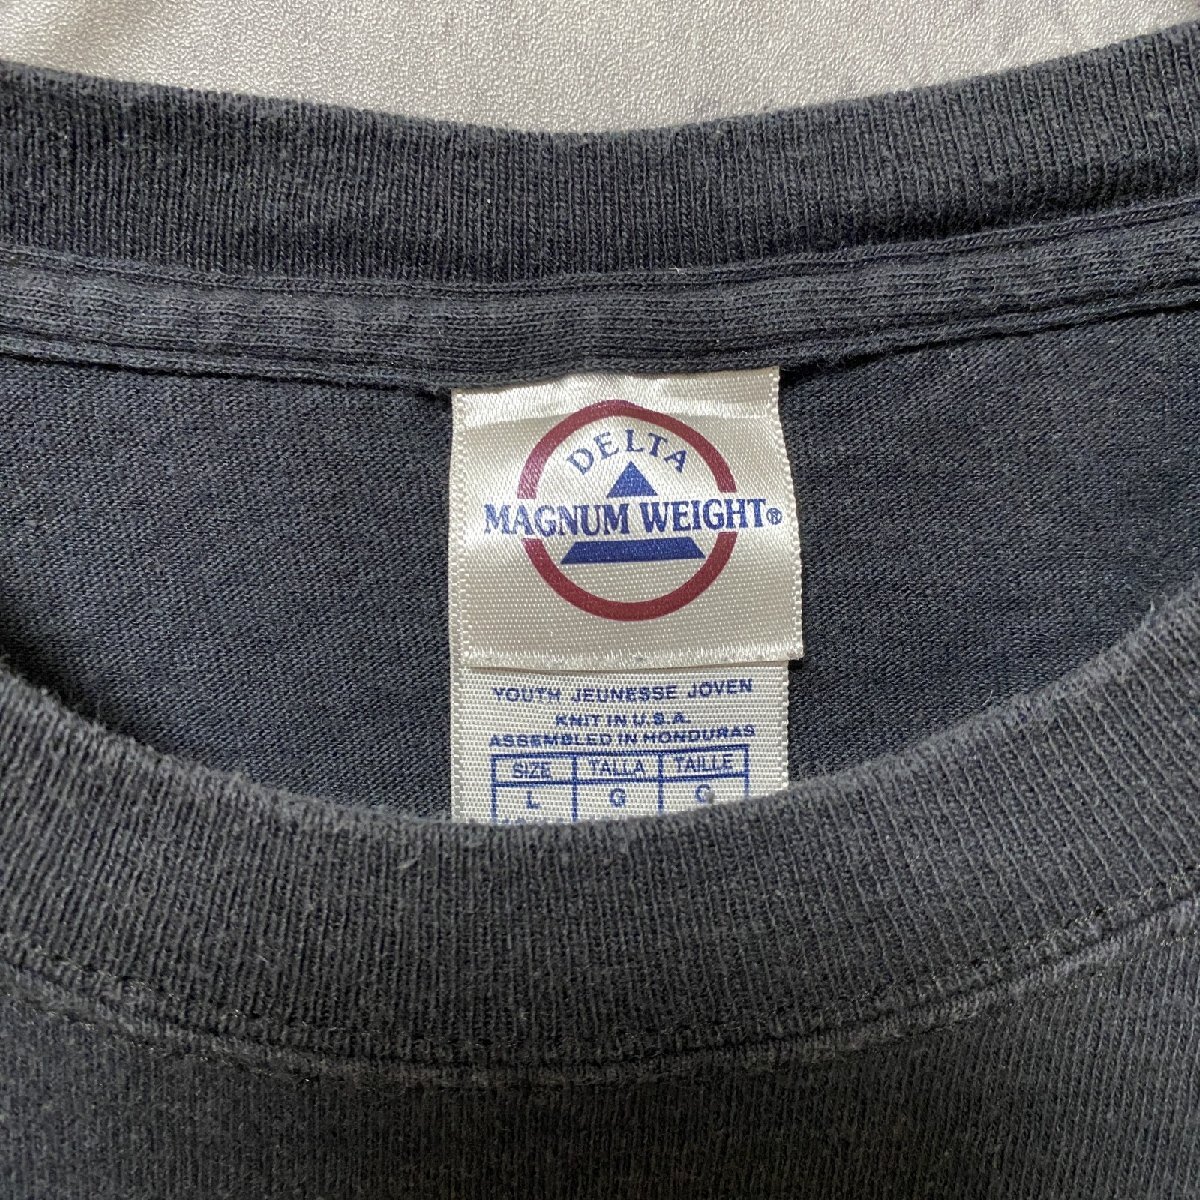 DELTA
MAGNUM WEIGHT®
YOUTH JEUNESSE JOVEN
KNIT IN U.S.A.
ASSEMBLED IN HONDURAS
SIZE TALLA TAILLE
L G G